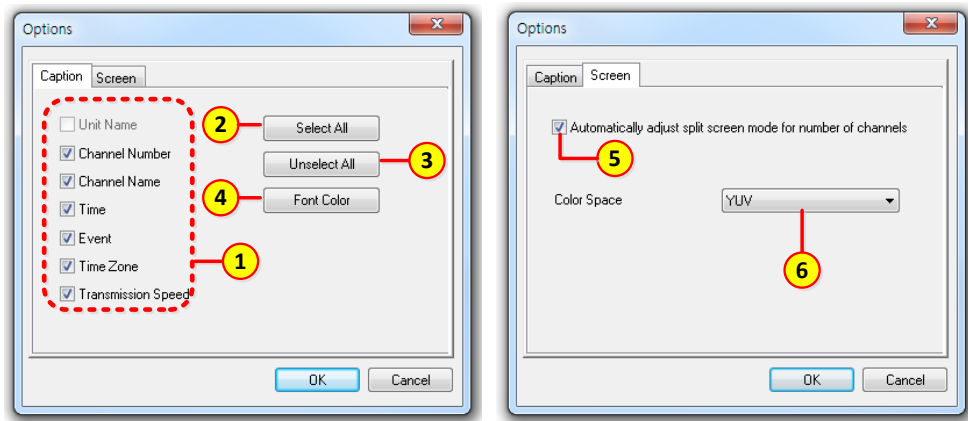 Options
X
Caption Screen
Unit Name
Channel Number
Channel Name
Time
Event
Time Zone
Transmission Speed
2
Select All
Unselect All
3
4
Font Color
1
OK Cancel
Options
X
Caption Screen
Automatically adjust split screen mode for number of channels
5
Color Space YUV
6
OK Cancel